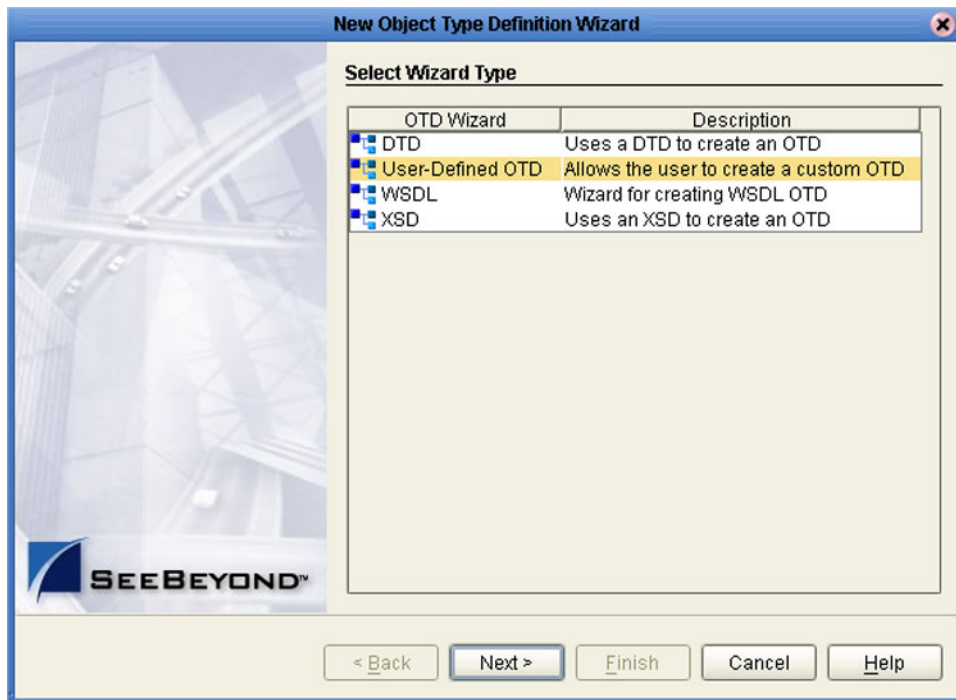 New Object Type Definition Wizard
Select Wizard Type
OTD Wizard Description
DTD Uses a DTD to create an OTD
User-Defined OTD Allows the user to create a custom OTD
WSDL Wizard for creating WSDL OTD
XSD Uses an XSD to create an OTD
SEEBEYOND™
< Back Next > Finish Cancel Help